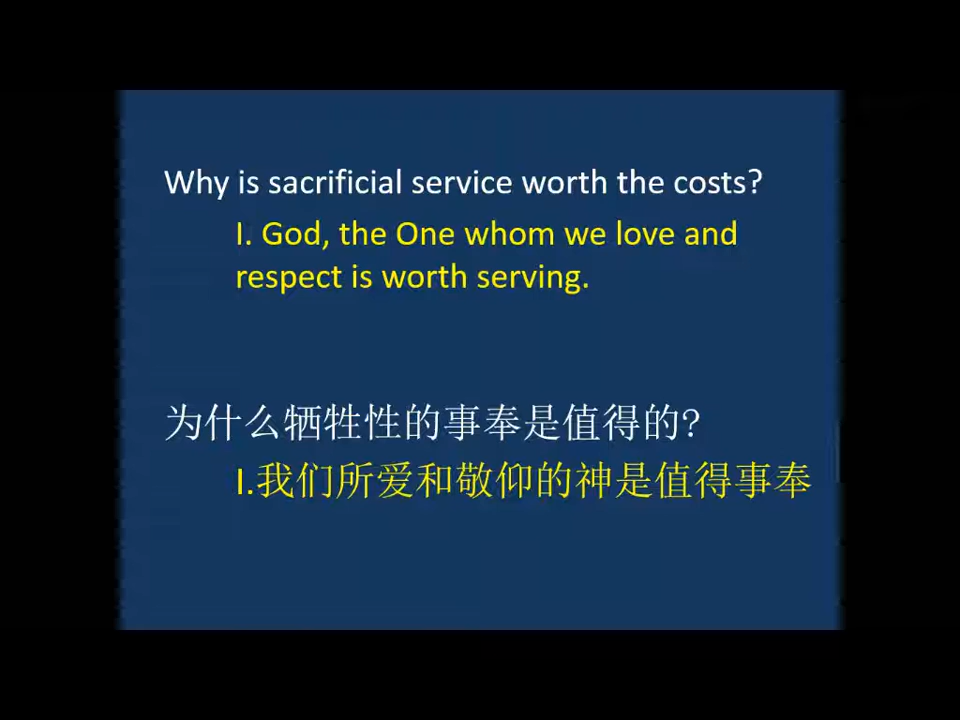 Why is sacrificial service worth the costs?
I. God, the One whom we love and
respect is worth serving.
为什么牺牲性的事奉是值得的?
I.我们所爱和敬仰的神是值得事奉